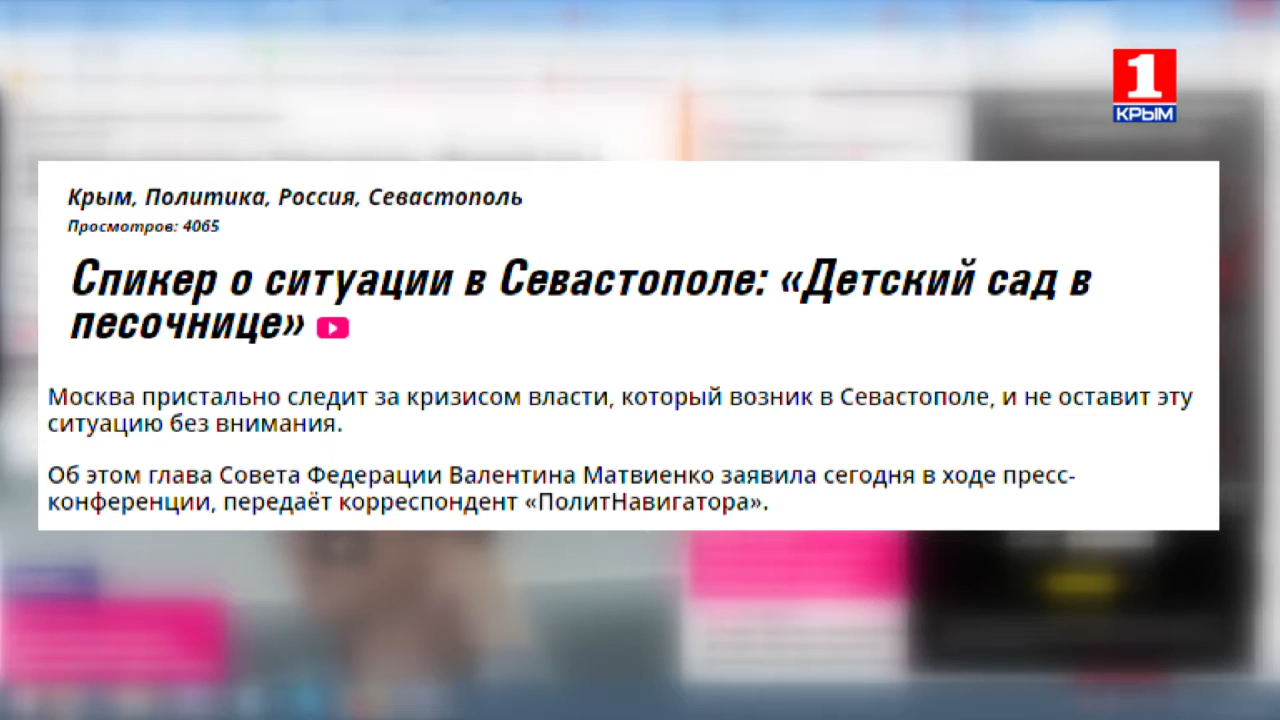 1
КРЫМ
Крым, Политика, Россия, Севастополь
Просмотров: 4065
Спикер о ситуации в Севастополе: «Детский сад в
песочнице»
Москва пристально следит за кризисом власти, который возник в Севастополе, и не оставит эту
ситуацию без внимания.
Об этом глава Совета Федерации Валентина Матвиенко заявила сегодня в ходе пресс-
конференции, передаёт корреспондент «ПолитНавигатора».